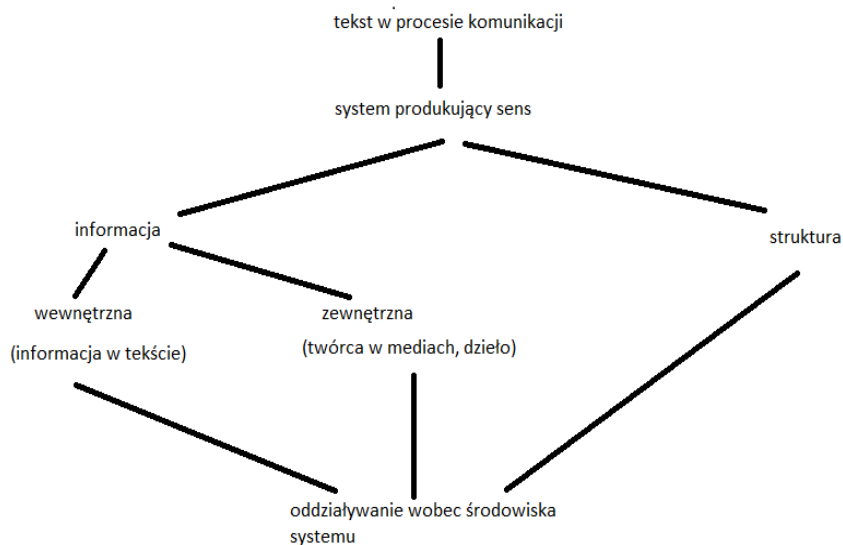 tekst w procesie komunikacji
system produkujący sens
informacja
struktura
wewnętrzna
zewnętrzna
(informacja w tekście)
(twórca w mediach, dzieło)
oddziaływanie wobec środowiska
systemu